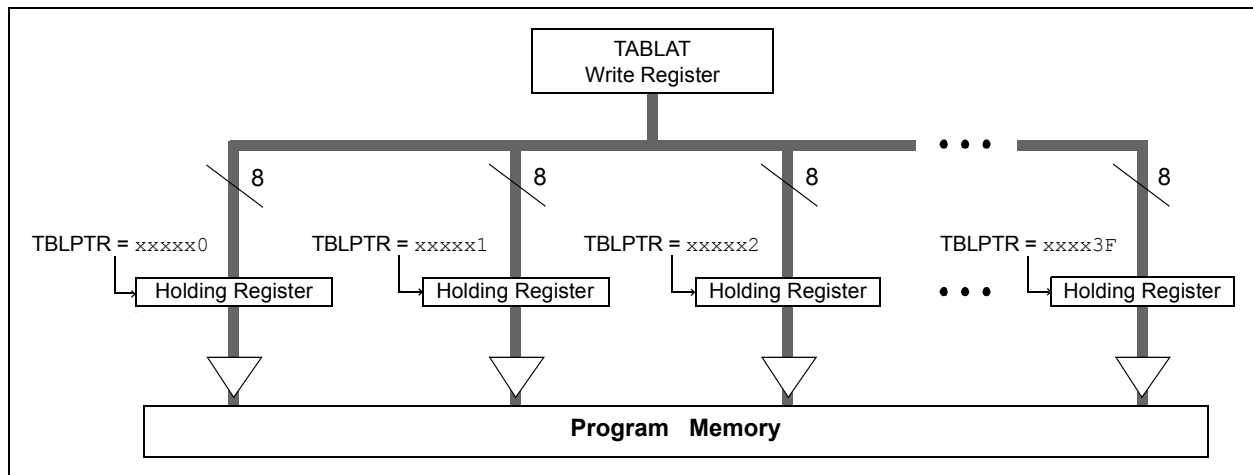 TABLAT
Write Register
• • •
8
8
8
8
TBLPTR = xxxxx0
TBLPTR = xxxxx1
TBLPTR = xxxxx2
TBLPTR = xxxx3F
Holding Register
Holding Register
Holding Register
• • •
Holding Register
Program Memory